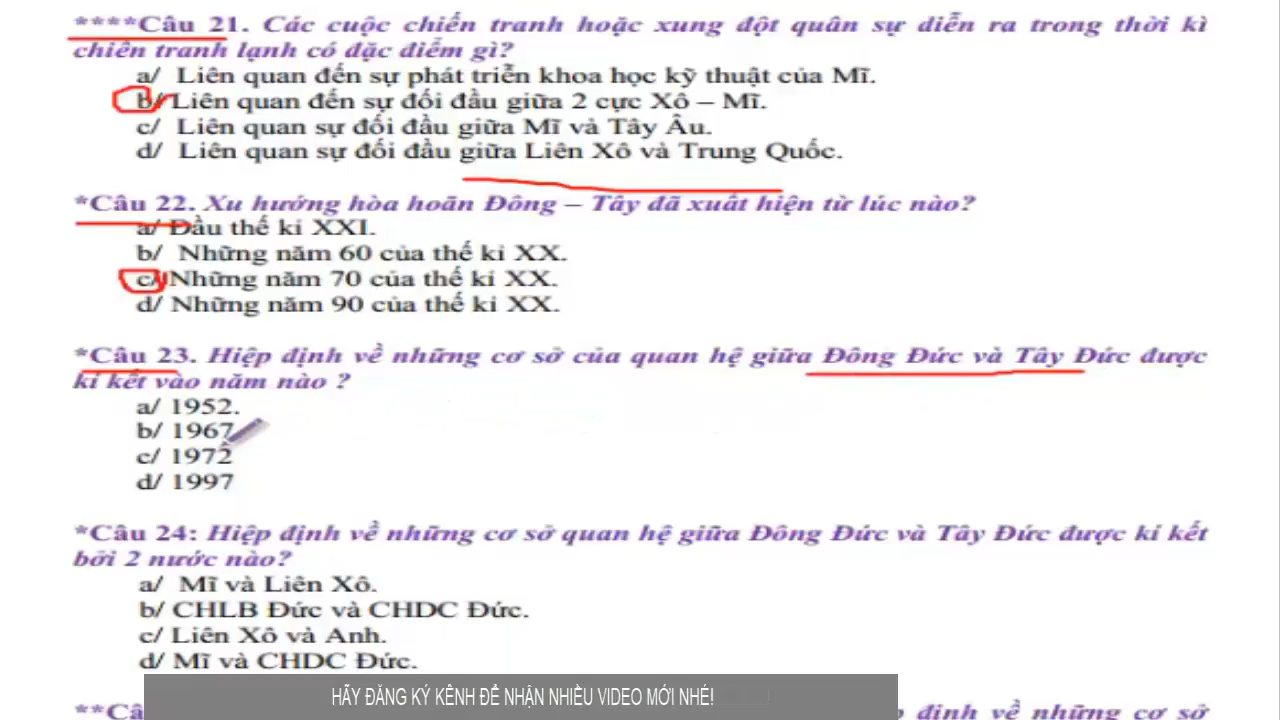 ****Câu 21. Các cuộc chiến tranh hoặc xung đột quân sự diễn ra trong thời kì
chiến tranh lạnh có đặc điểm gì?
a/ Liên quan đến sự phát triễn khoa học kỹ thuật của Mĩ.
b/ Liên quan đến sự đối đầu giữa 2 cực Xô – Mĩ.
c/ Liên quan sự đối đầu giữa Mĩ và Tây Âu.
d/ Liên quan sự đối đầu giữa Liên Xô và Trung Quốc.
*Câu 22. Xu hướng hòa hoãn Đông – Tây đã xuất hiện từ lúc nào?
a/ Đầu thế kỉ XXI.
b/ Những năm 60 của thế kỉ XX.
c/ Những năm 70 của thế kỉ XX.
d/ Những năm 90 của thế kỉ XX.
*Câu 23. Hiệp định về những cơ sở của quan hệ giữa Đông Đức và Tây Đức được
kí kết vào năm nào ?
a/ 1952.
b/ 1967
c/ 1972
d/ 1997
*Câu 24: Hiệp định về những cơ sở quan hệ giữa Đông Đức và Tây Đức được kí kết
bởi 2 nước nào?
a/ Mĩ và Liên Xô.
b/ CHLB Đức và CHDC Đức.
c/ Liên Xô và Anh.
d/ Mĩ và CHDC Đức.
HÃY ĐĂNG KÝ KÊNH ĐỂ NHẬN NHIỀU VIDEO MỚI NHÉ!
**Câ định về những cơ sở